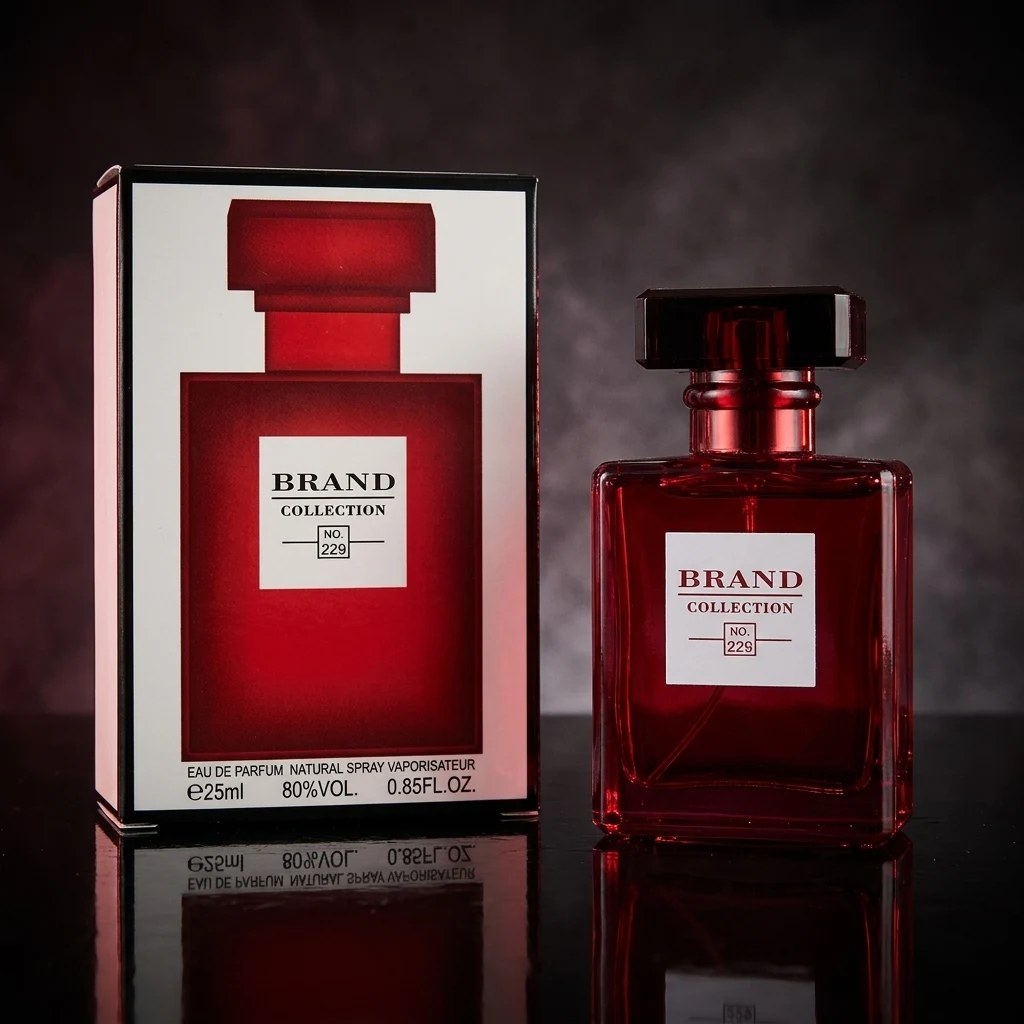 BRAND
COLLECTION
NO.
229
EAU DE PARFUM NATURAL SPRAY VAPORISATEUR
℮25ml 80%VOL. 0.85FL.OZ.
BRAND
COLLECTION
NO.
229